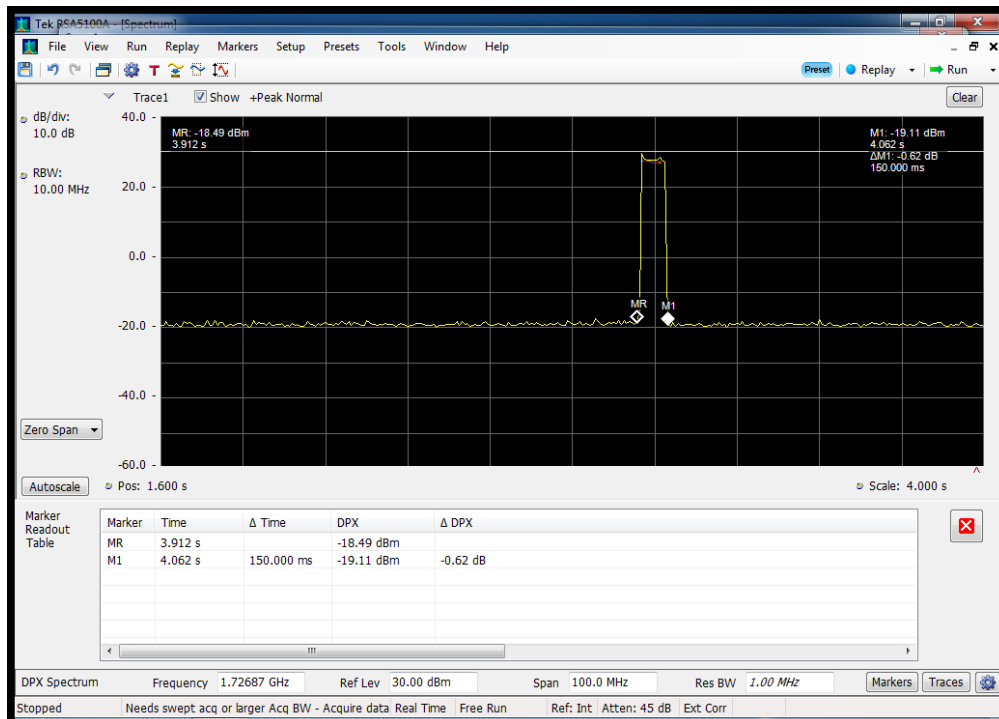 Tek RSA5100A - [Spectrum]
File View Run Replay Markers Setup Presets Tools Window Help
T
Preset Replay Run
Trace1 Show +Peak Normal Clear
dB/div:
10.0 dB
RBW:
10.00 MHz
40.0
20.0
0.0
-20.0
-40.0
-60.0
MR: -18.49 dBm
3.912 s
M1: -19.11 dBm
4.062 s
ΔM1: -0.62 dB
150.000 ms
MR M1
Zero Span
Autoscale Pos: 1.600 s Scale: 4.000 s
Marker
Readout
Table
Marker Time Δ Time DPX Δ DPX
MR 3.912 s -18.49 dBm
M1 4.062 s 150.000 ms -19.11 dBm -0.62 dB
DPX Spectrum Frequency 1.72687 GHz Ref Lev 30.00 dBm Span 100.0 MHz Res BW 1.00 MHz Markers Traces
Stopped Needs swept acq or larger Acq BW - Acquire data Real Time Free Run Ref: Int Atten: 45 dB Ext Corr